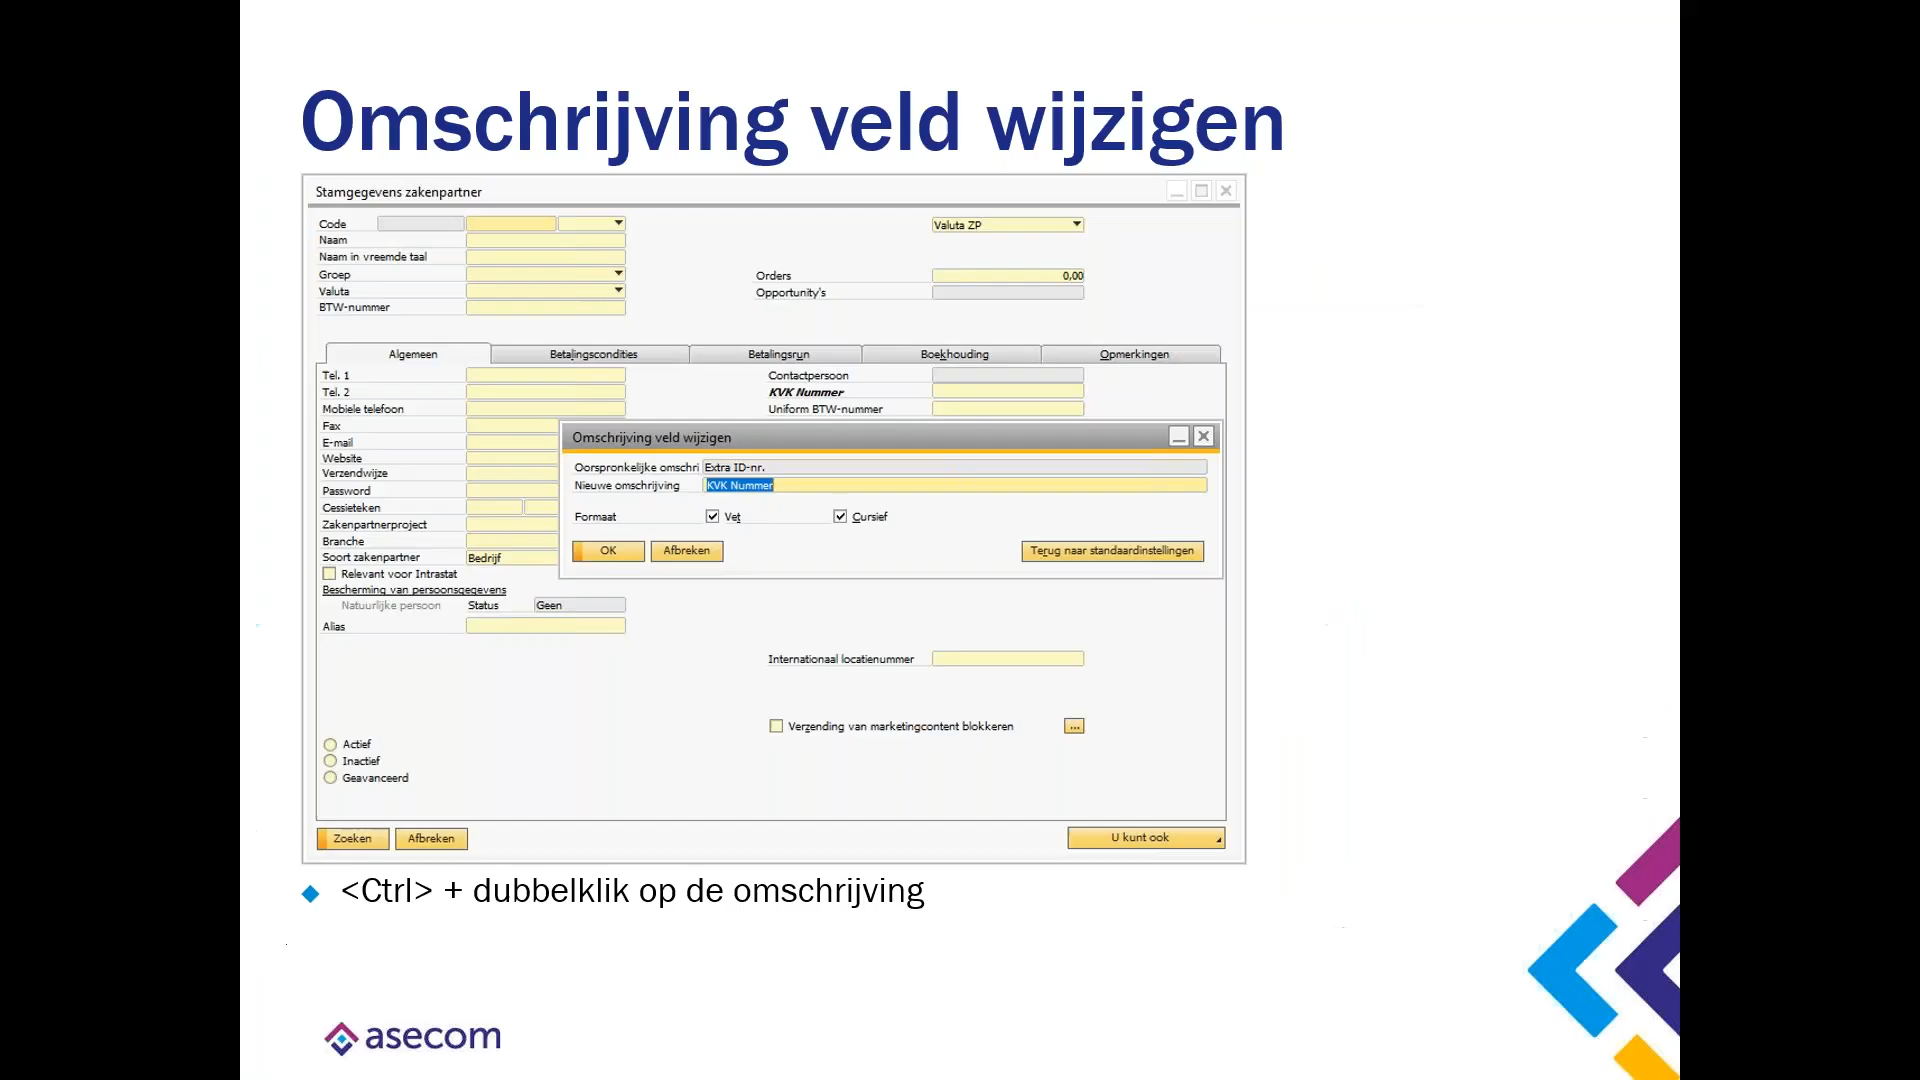 Omschrijving veld wijzigen
Stamgegevens zakenpartner
Code
Valuta ZP
Naam
Naam in vreemde taal
Groep
Orders 0,00
Valuta
Opportunity's
BTW-nummer
Algemeen Betalingscondities Betalingsrun Boekhouding Opmerkingen
Tel. 1
Contactpersoon
Tel. 2
KVK Nummer
Mobiele telefoon
Uniform BTW-nummer
Fax
E-mail
Website
Verzendwijze
Password
Cessieteken
Zakenpartnerproject
Branche
Soort zakenpartner Bedrijf
Omschrijving veld wijzigen
Oorspronkelijke omschri Extra ID-nr.
Nieuwe omschrijving KVK Nummer
Formaat Vet Cursief
OK Afbreken Terug naar standaardinstellingen
Relevant voor Intrastat
Bescherming van persoonsgegevens
Natuurlijke persoon Status Geen
Alias
Internationaal locatienummer
Verzending van marketingcontent blokkeren ...
Actief
Inactief
Geavanceerd
Zoeken Afbreken U kunt ook
<Ctrl> + dubbelklik op de omschrijving
asecom